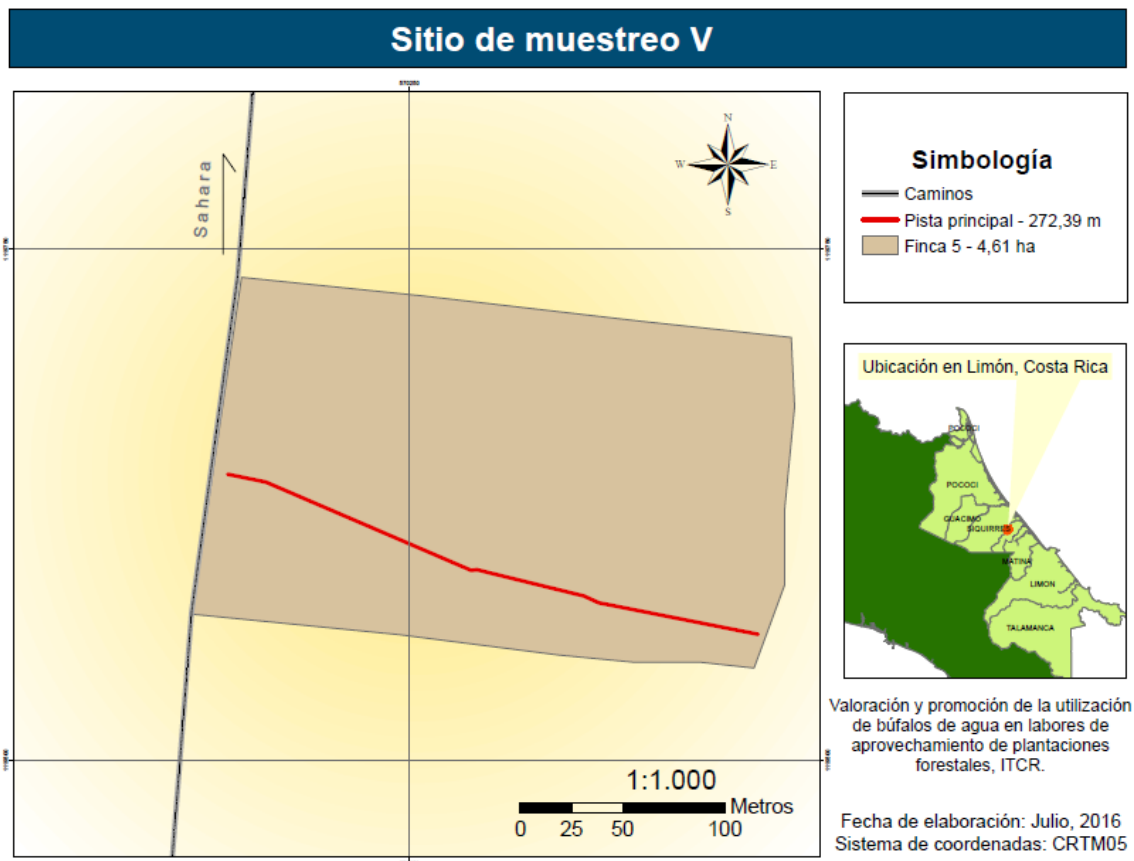 Sitio de muestreo V
Sahara
N
W
E
S
Simbología
Caminos
Pista principal - 272,39 m
Finca 5 - 4,61 ha
Ubicación en Limón, Costa Rica
POCOCI
POCOCI
GUACIMO
SIQUIRRES
MATINA
LIMON
TALAMANCA
1:1.000
Metros
0 25 50 100
Valoración y promoción de la utilización
de búfalos de agua en labores de
aprovechamiento de plantaciones
forestales, ITCR.
Fecha de elaboración: Julio, 2016
Sistema de coordenadas: CRTM05